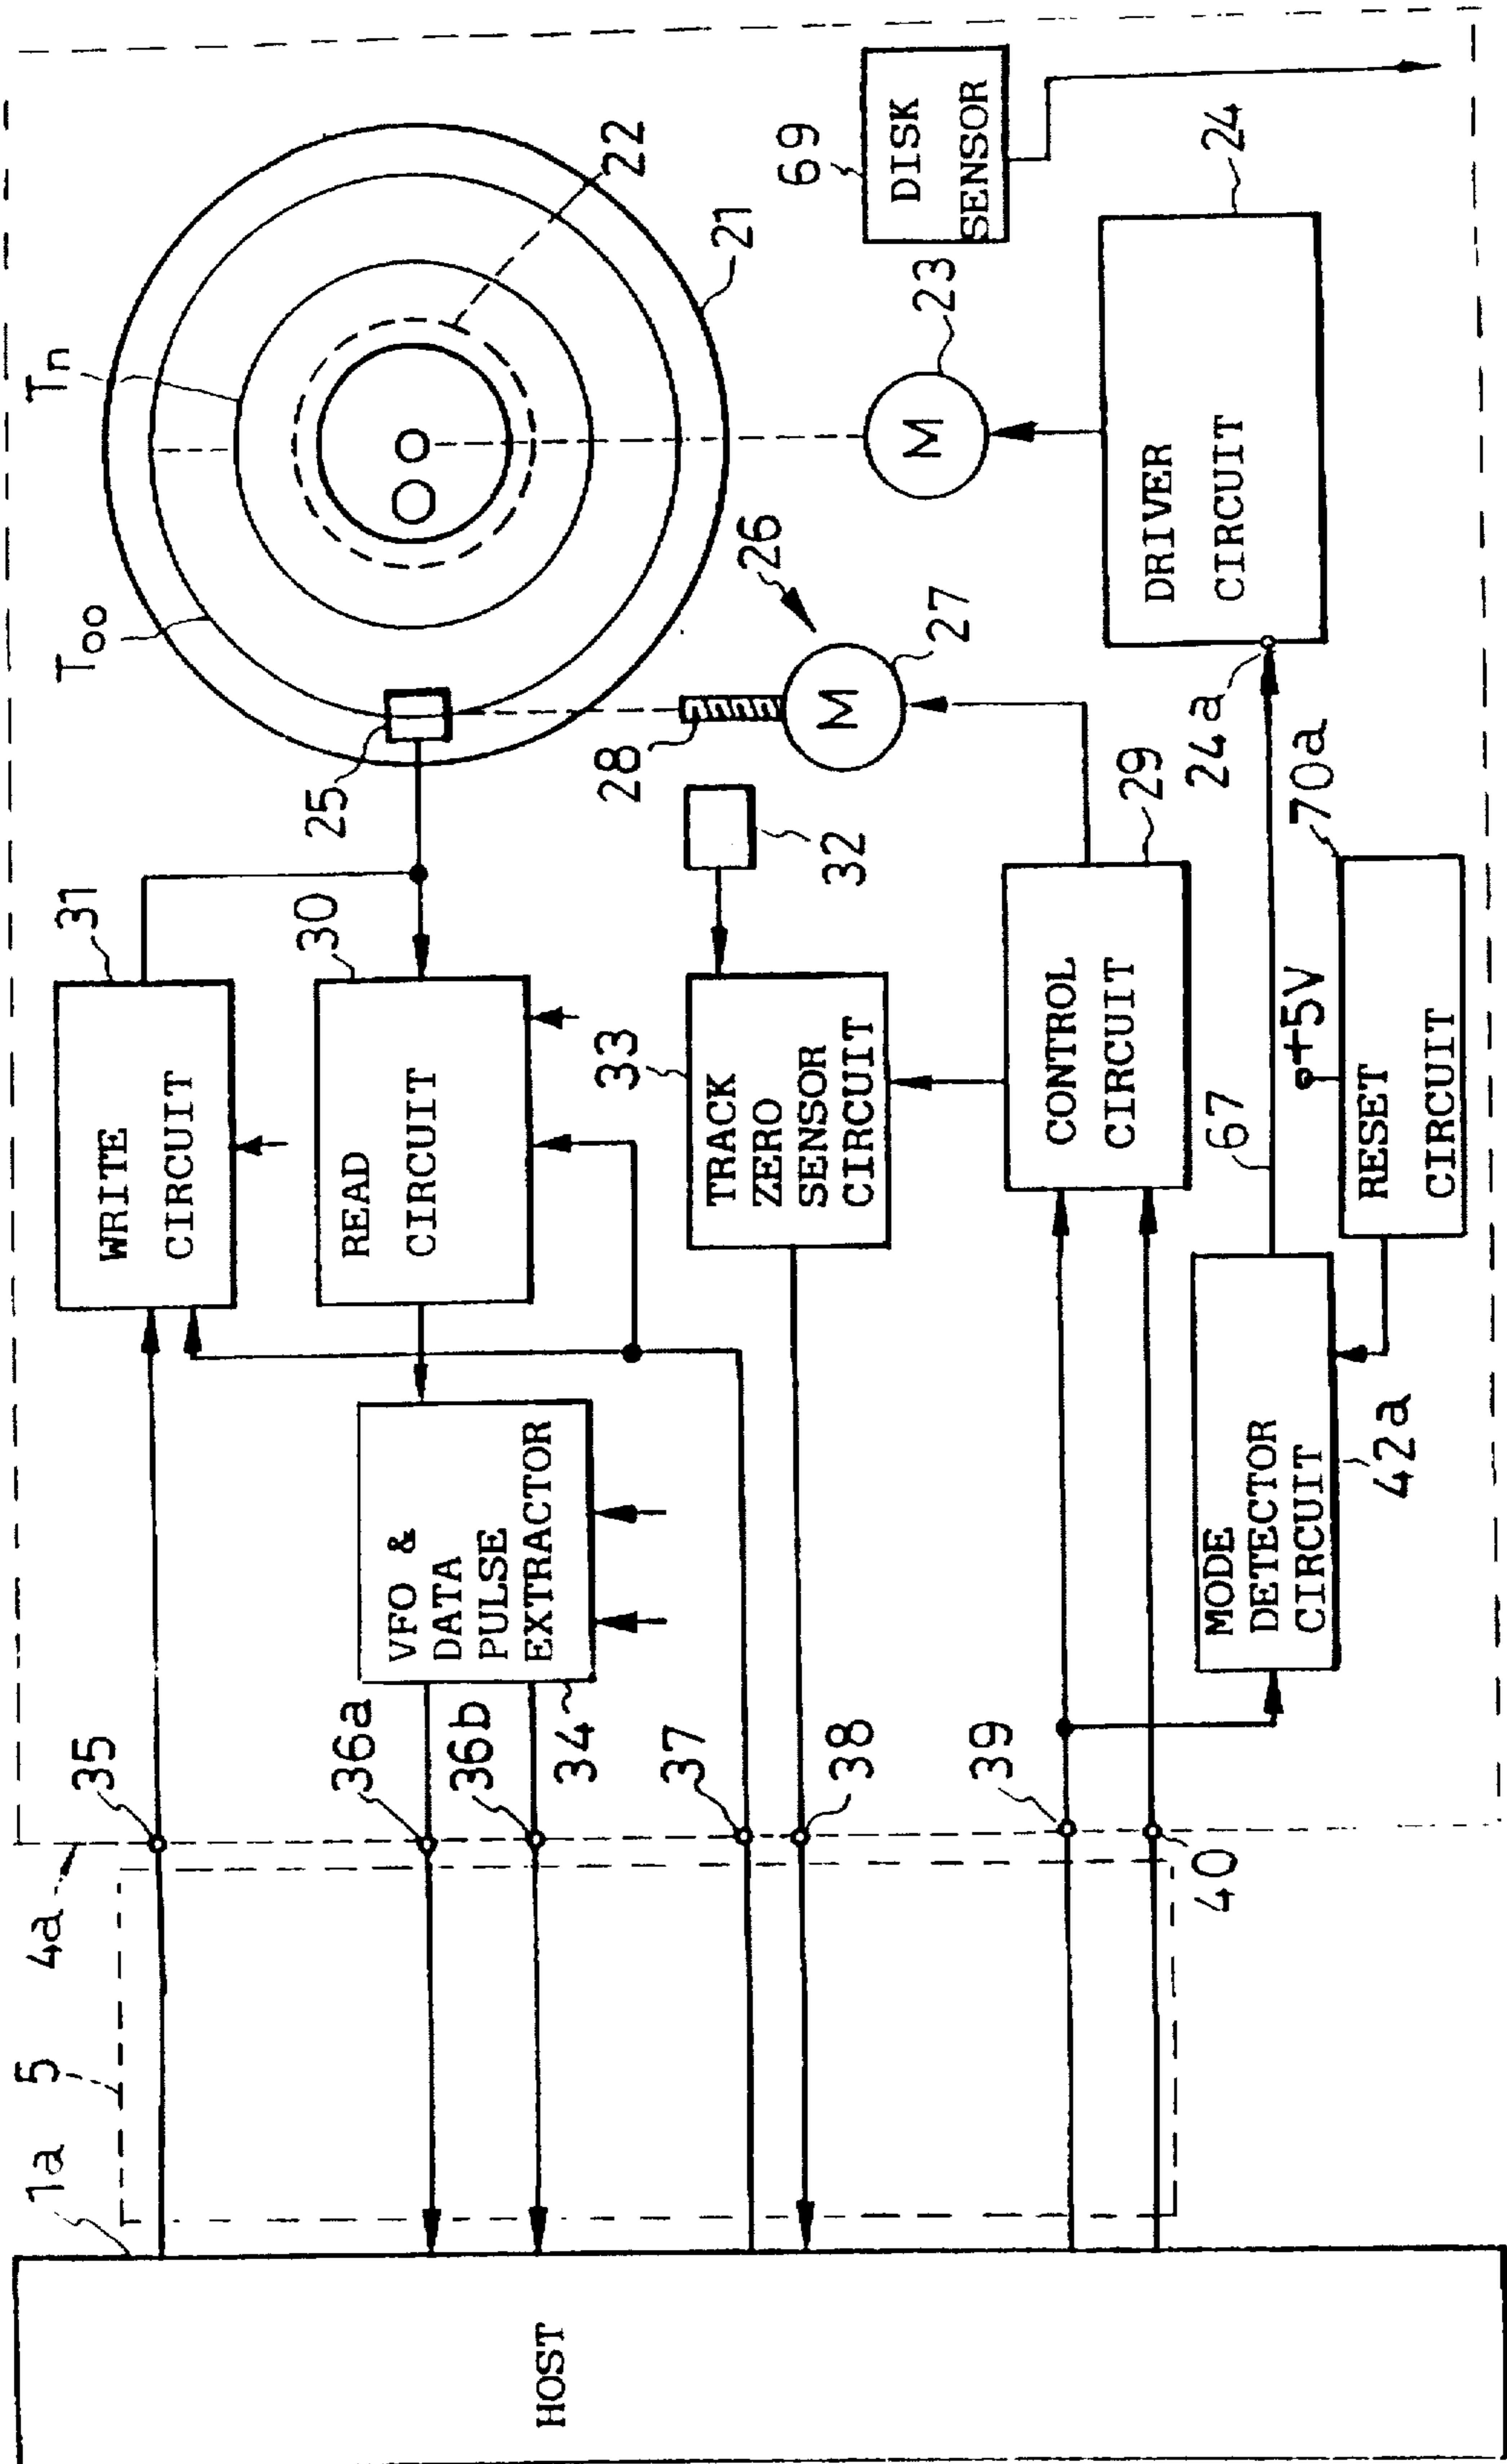 1a
5
4a
HOST
35
36a
36b
34
37
38
39
40
31
WRITE
CIRCUIT
30
READ
CIRCUIT
VFO &
DATA
PULSE
EXTRACTOR
33
TRACK
ZERO
SENSOR
CIRCUIT
32
29
CONTROL
CIRCUIT
MODE
DETECTOR
CIRCUIT
42a
67
+5V
70a
RESET
CIRCUIT
T00
Tn
25
22
21
28
26
M
27
M
23
69
DISK
SENSOR
24
DRIVER
CIRCUIT
24a